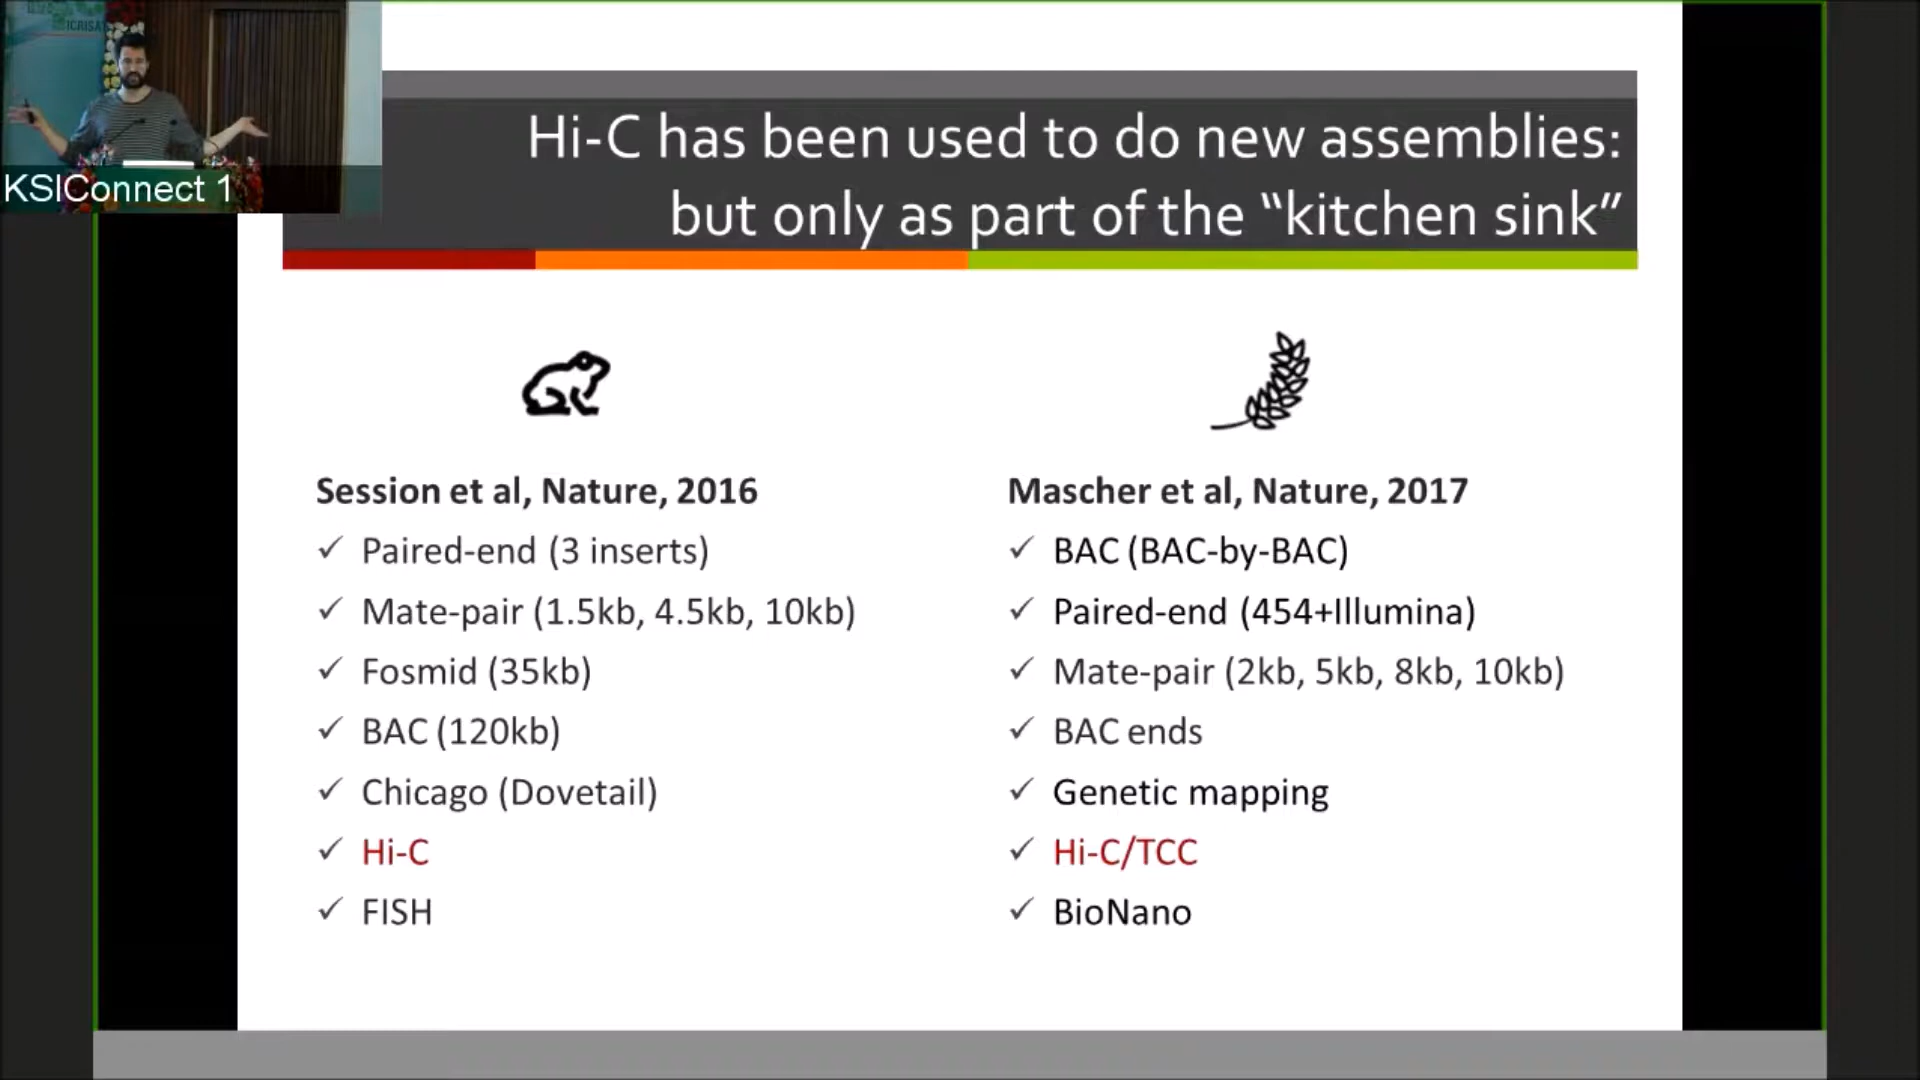 ICRISA
KSIConnect 1
Hi-C has been used to do new assemblies:
but only as part of the “kitchen sink”
Session et al, Nature, 2016
✓ Paired-end (3 inserts)
✓ Mate-pair (1.5kb, 4.5kb, 10kb)
✓ Fosmid (35kb)
✓ BAC (120kb)
✓ Chicago (Dovetail)
✓ Hi-C
✓ FISH
Mascher et al, Nature, 2017
✓ BAC (BAC-by-BAC)
✓ Paired-end (454+Illumina)
✓ Mate-pair (2kb, 5kb, 8kb, 10kb)
✓ BAC ends
✓ Genetic mapping
✓ Hi-C/TCC
✓ BioNano